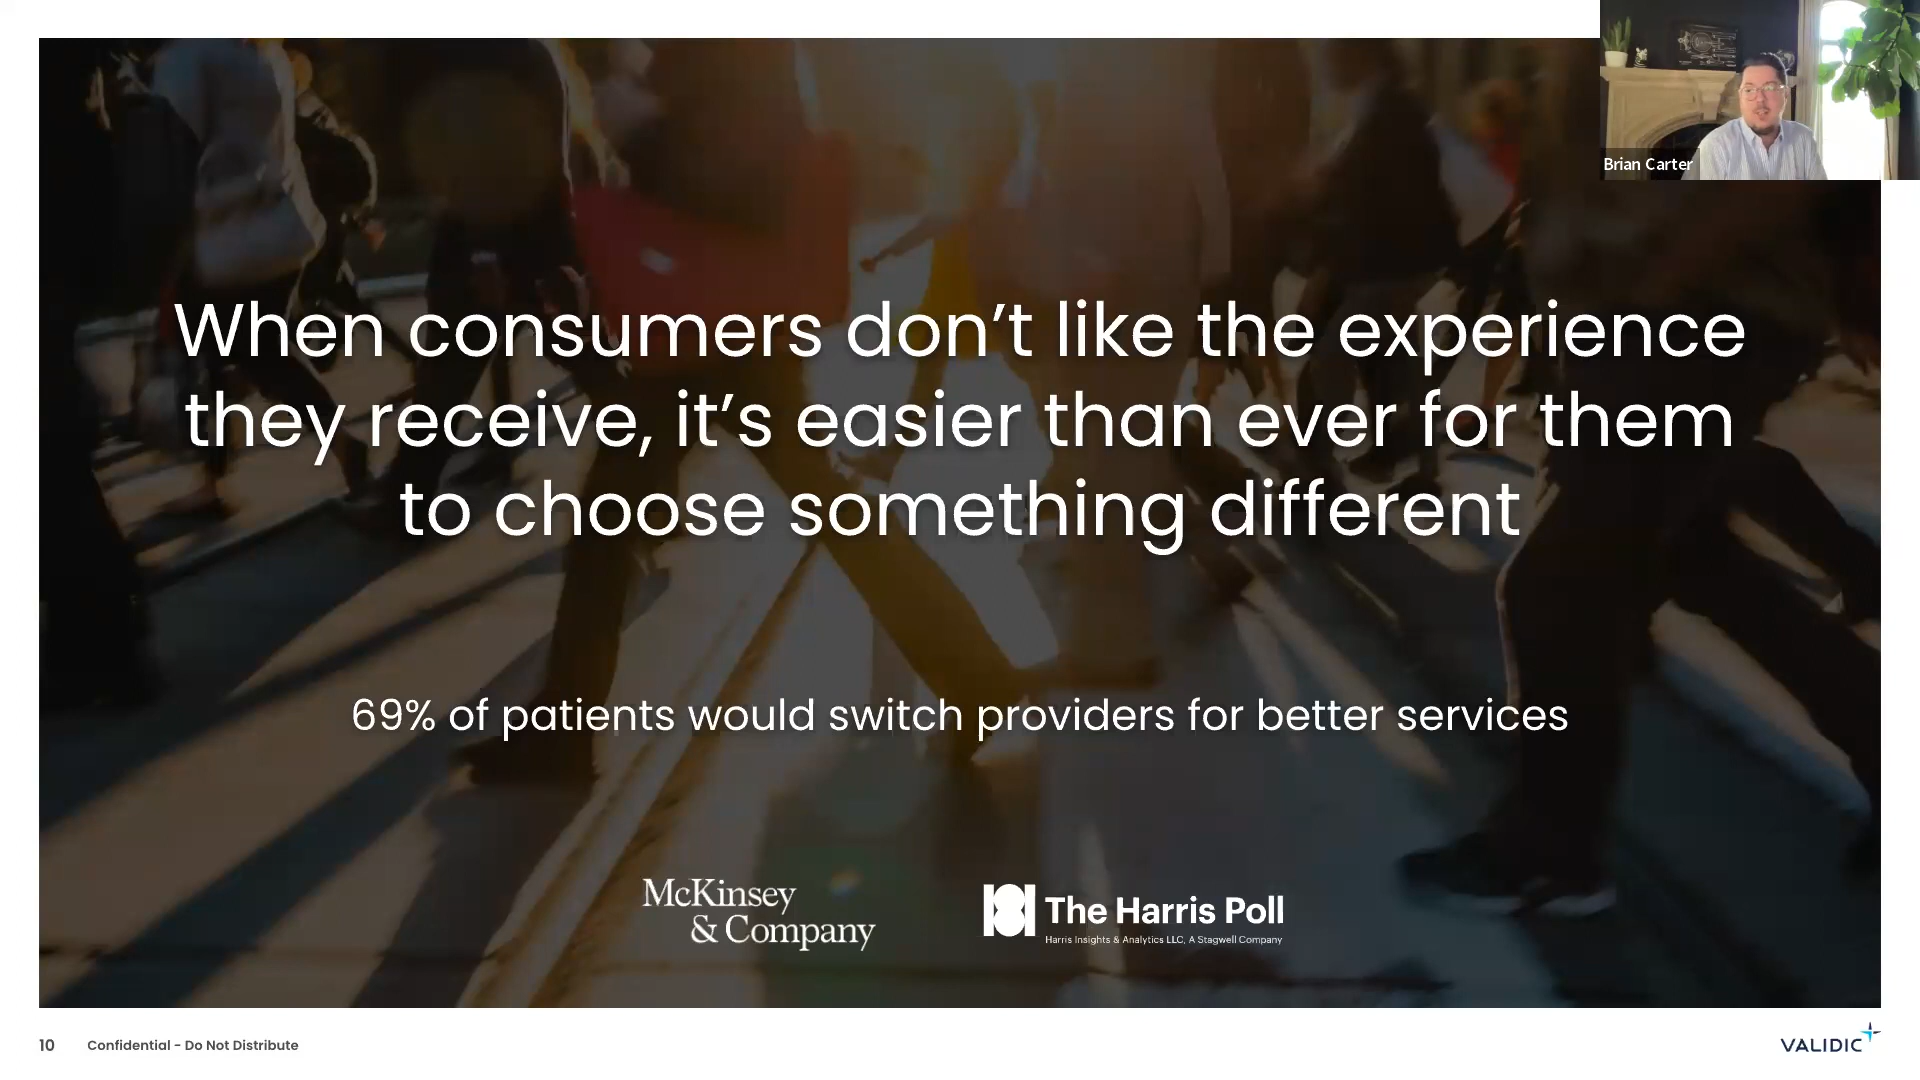 Brian Carter
When consumers don’t like the experience
they receive, it’s easier than ever for them
to choose something different
69% of patients would switch providers for better services
McKinsey
& Company
The Harris Poll
Harris Insights & Analytics LLC, A Stagwell Company
10 Confidential - Do Not Distribute
VALIDIC